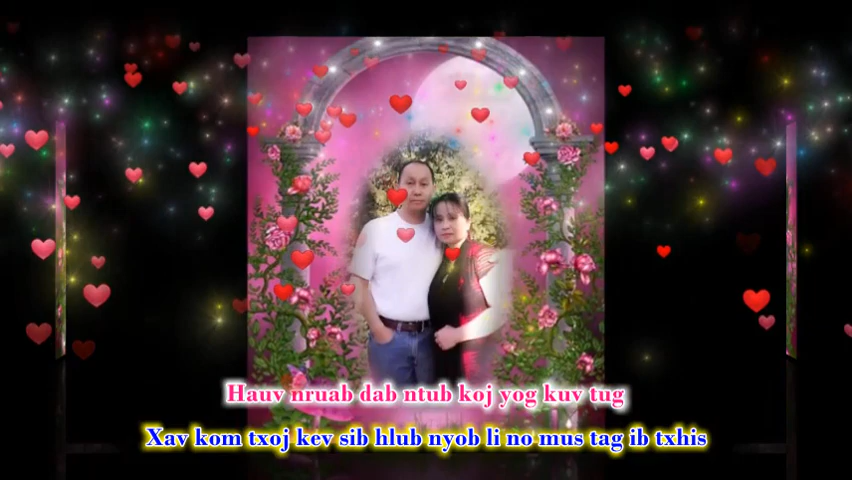 Hauv nruab dab ntub koj yog kuv tug
Xav kom txoj kev sib hlub nyob li no mus tag ib txhis